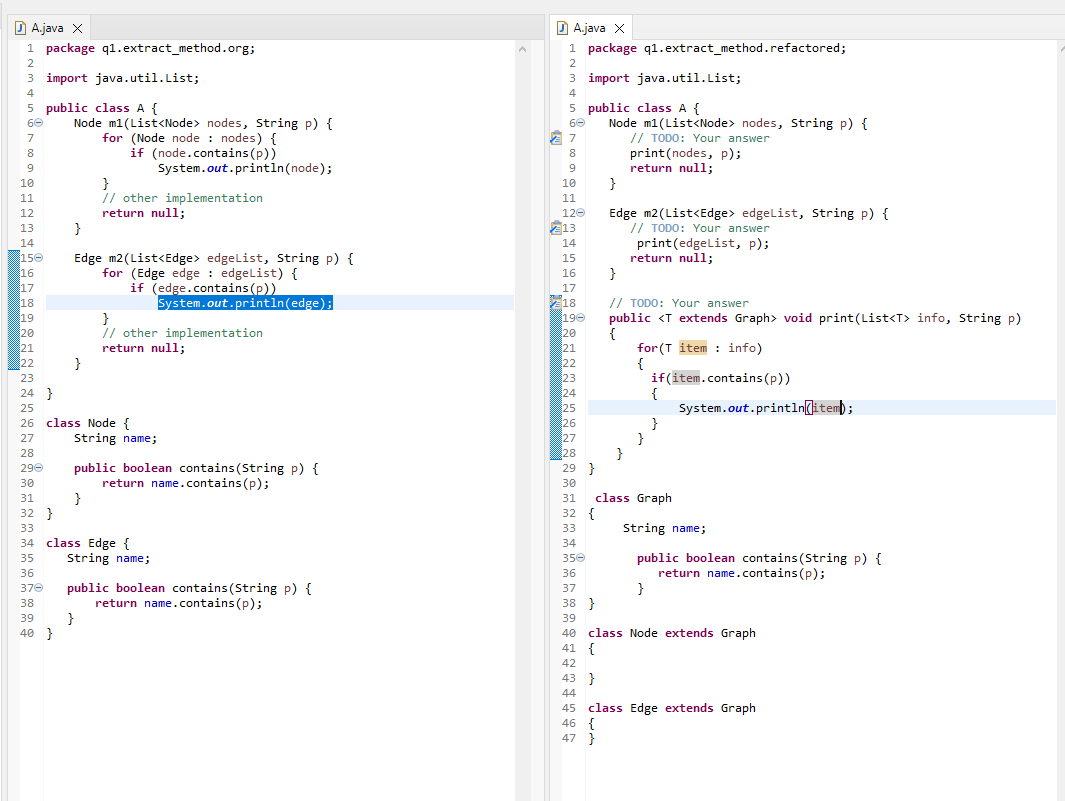 A.java
1 package q1.extract_method.org;
2
3 import java.util.List;
4
5 public class A {
6 Node m1(List<Node> nodes, String p) {
7 for (Node node : nodes) {
8 if (node.contains(p))
9 System.out.println(node);
10 }
11 // other implementation
12 return null;
13 }
14
15 Edge m2(List<Edge> edgeList, String p) {
16 for (Edge edge : edgeList) {
17 if (edge.contains(p))
18 System.out.println(edge);
19 }
20 // other implementation
21 return null;
22 }
23
24 }
25
26 class Node {
27 String name;
28
29 public boolean contains(String p) {
30 return name.contains(p);
31 }
32 }
33
34 class Edge {
35 String name;
36
37 public boolean contains(String p) {
38 return name.contains(p);
39 }
40 }
A.java
1 package q1.extract_method.refactored;
2
3 import java.util.List;
4
5 public class A {
6 Node m1(List<Node> nodes, String p) {
7 // TODO: Your answer
8 print(nodes, p);
9 return null;
10 }
11
12 Edge m2(List<Edge> edgeList, String p) {
13 // TODO: Your answer
14 print(edgeList, p);
15 return null;
16 }
17
18 // TODO: Your answer
19 public <T extends Graph> void print(List<T> info, String p)
20 {
21 for(T item : info)
22 {
23 if(item.contains(p))
24 {
25 System.out.println(item);
26 }
27 }
28 }
29 }
30
31 class Graph
32 {
33 String name;
34
35 public boolean contains(String p) {
36 return name.contains(p);
37 }
38 }
39
40 class Node extends Graph
41 {
42
43 }
44
45 class Edge extends Graph
46 {
47 }